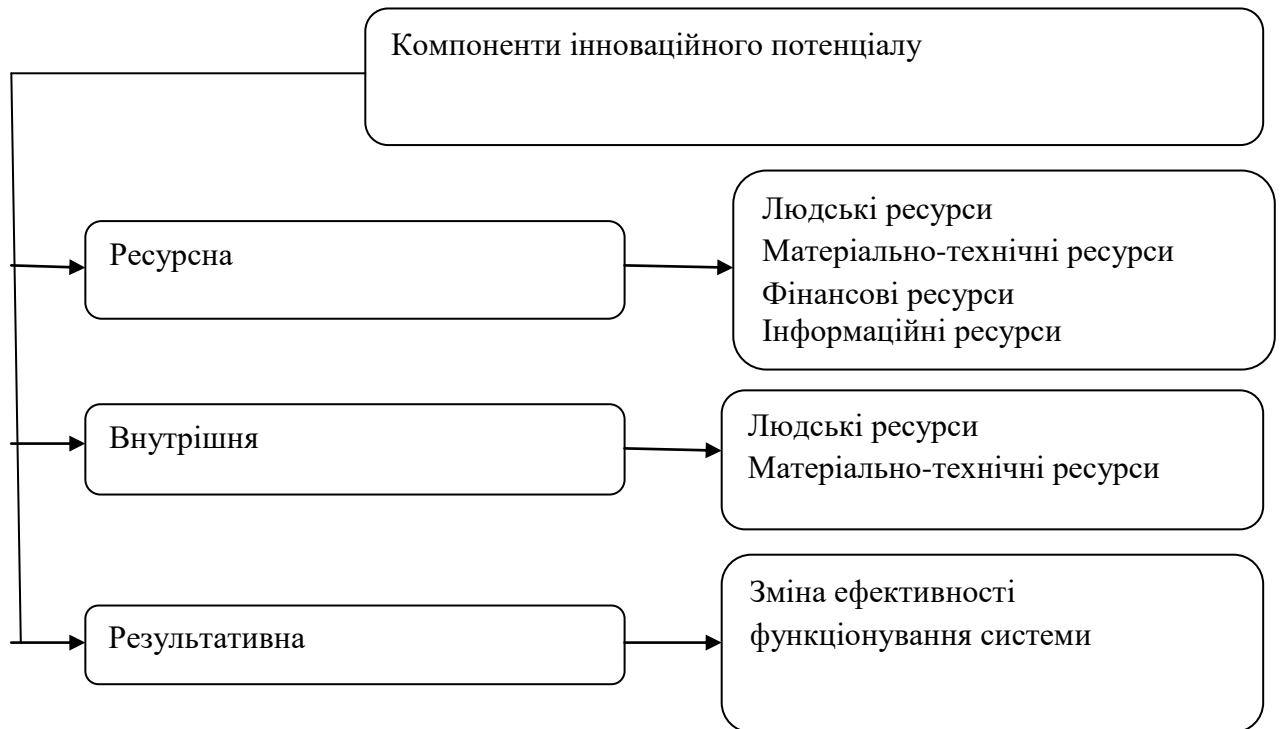 Компоненти інноваційного потенціалу
Ресурсна
Людські ресурси
Матеріально-технічні ресурси
Фінансові ресурси
Інформаційні ресурси
Внутрішня
Людські ресурси
Матеріально-технічні ресурси
Результативна
Зміна ефективності
функціонування системи